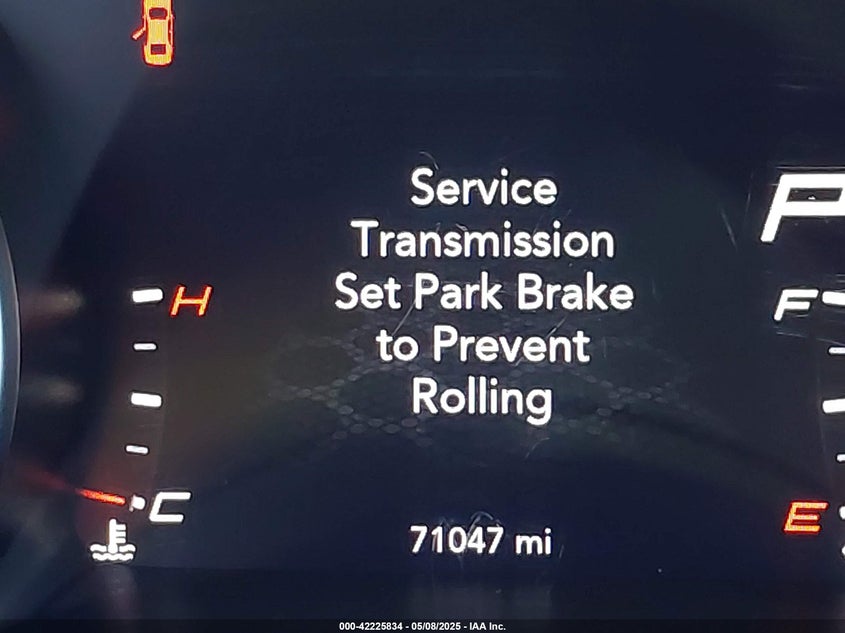 Service
Transmission
Set Park Brake
to Prevent
Rolling
P
H
C
F
E
71047 mi
000-42225834 - 05/08/2025 - IAA Inc.